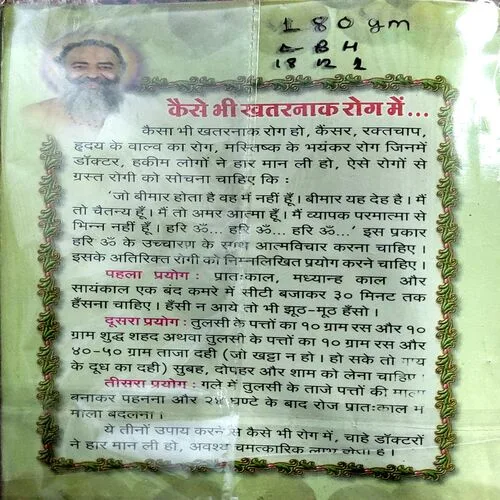 180 gm
BH
18 12 2
कैसे भी खतरनाक रोग में...
कैसा भी खतरनाक रोग हो, कैंसर, रक्तचाप,
हृदय के वाल्व का रोग, मस्तिष्क के भयंकर रोग जिनमें
डॉक्टर, हकीम लोगों ने हार मान ली हो, ऐसे रोगों से
ग्रस्त रोगी को सोचना चाहिए कि :
'जो बीमार होता है वह मैं नहीं हूँ । बीमार यह देह है । मैं
तो चैतन्य हूँ । मैं तो अमर आत्मा हूँ । मैं व्यापक परमात्मा से
भिन्न नहीं हूँ । हरि ॐ... हरि ॐ... हरि ॐ...' इस प्रकार
हरि ॐ के उच्चारण के साथ आत्मविचार करना चाहिए ।
इसके अतिरिक्त रोगी को निम्नलिखित प्रयोग करने चाहिए ।
पहला प्रयोग : प्रातःकाल, मध्यान्ह काल और
सायंकाल एक बंद कमरे में सीटी बजाकर ३० मिनट तक
हँसना चाहिए । हँसी न आये तो भी झूठ-मूठ हँसो ।
दूसरा प्रयोग : तुलसी के पत्तों का १० ग्राम रस और १०
ग्राम शुद्ध शहद अथवा तुलसी के पत्तों का १० ग्राम रस और
४०-५० ग्राम ताजा दही (जो खट्टा न हो । हो सके तो गाय
के दूध का दही) सुबह, दोपहर और शाम को लेना चाहिए ।
तीसरा प्रयोग : गले में तुलसी के ताजे पत्तों की माला
बनाकर पहनना और २४ घण्टे के बाद रोज प्रातःकाल में
माला बदलना ।
ये तीनों उपाय करने से कैसे भी रोग में, चाहे डॉक्टरों
ने हार मान ली हो, अवश्य चमत्कारिक लाभ होता है ।